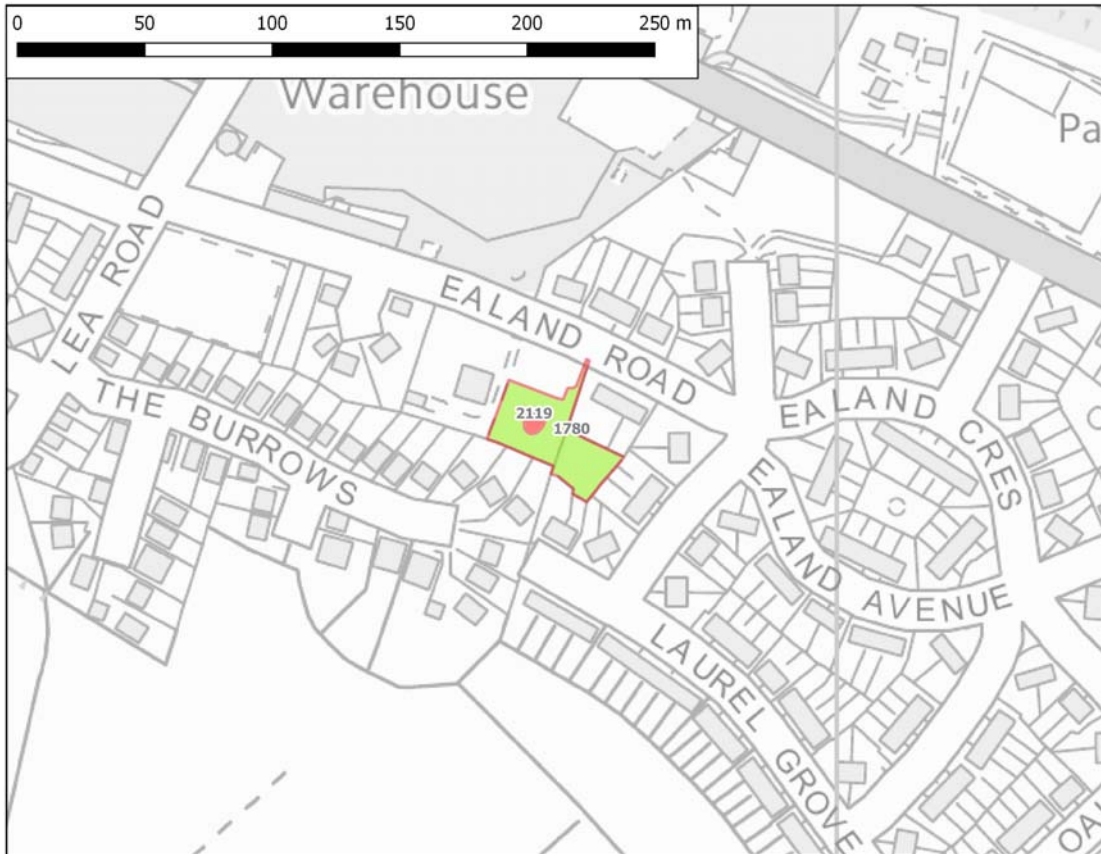 0 50 100 150 200 250 m
Warehouse
Pa
LEA ROAD
EALAND ROAD
THE BURROWS
2119
1780
EALAND CRES
EALAND AVENUE
LAUREL GROVE
OA